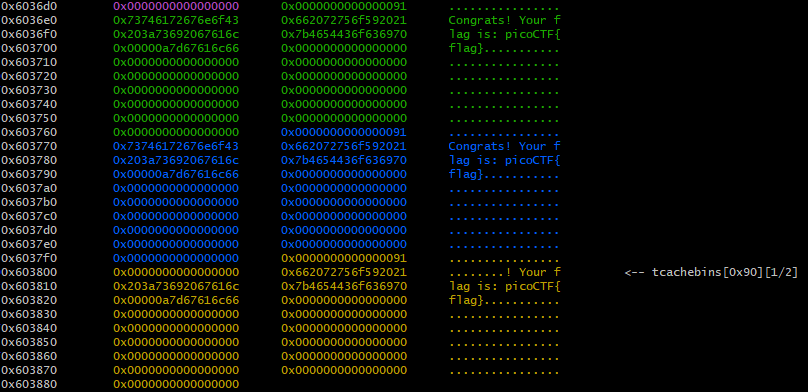 0x6036d0 0x0000000000000000 0x0000000000000091 ................
0x6036e0 0x73746172676e6f43 0x662072756f592021 Congrats! Your f
0x6036f0 0x203a73692067616c 0x7b4654436f636970 lag is: picoCTF{
0x603700 0x00000a7d67616c66 0x0000000000000000 flag}...........
0x603710 0x0000000000000000 0x0000000000000000 ................
0x603720 0x0000000000000000 0x0000000000000000 ................
0x603730 0x0000000000000000 0x0000000000000000 ................
0x603740 0x0000000000000000 0x0000000000000000 ................
0x603750 0x0000000000000000 0x0000000000000000 ................
0x603760 0x0000000000000000 0x0000000000000091 ................
0x603770 0x73746172676e6f43 0x662072756f592021 Congrats! Your f
0x603780 0x203a73692067616c 0x7b4654436f636970 lag is: picoCTF{
0x603790 0x00000a7d67616c66 0x0000000000000000 flag}...........
0x6037a0 0x0000000000000000 0x0000000000000000 ................
0x6037b0 0x0000000000000000 0x0000000000000000 ................
0x6037c0 0x0000000000000000 0x0000000000000000 ................
0x6037d0 0x0000000000000000 0x0000000000000000 ................
0x6037e0 0x0000000000000000 0x0000000000000000 ................
0x6037f0 0x0000000000000000 0x0000000000000091 ................
0x603800 0x0000000000000000 0x662072756f592021 ........! Your f <-- tcachebins[0x90][1/2]
0x603810 0x203a73692067616c 0x7b4654436f636970 lag is: picoCTF{
0x603820 0x00000a7d67616c66 0x0000000000000000 flag}...........
0x603830 0x0000000000000000 0x0000000000000000 ................
0x603840 0x0000000000000000 0x0000000000000000 ................
0x603850 0x0000000000000000 0x0000000000000000 ................
0x603860 0x0000000000000000 0x0000000000000000 ................
0x603870 0x0000000000000000 0x0000000000000000 ................
0x603880 0x0000000000000000